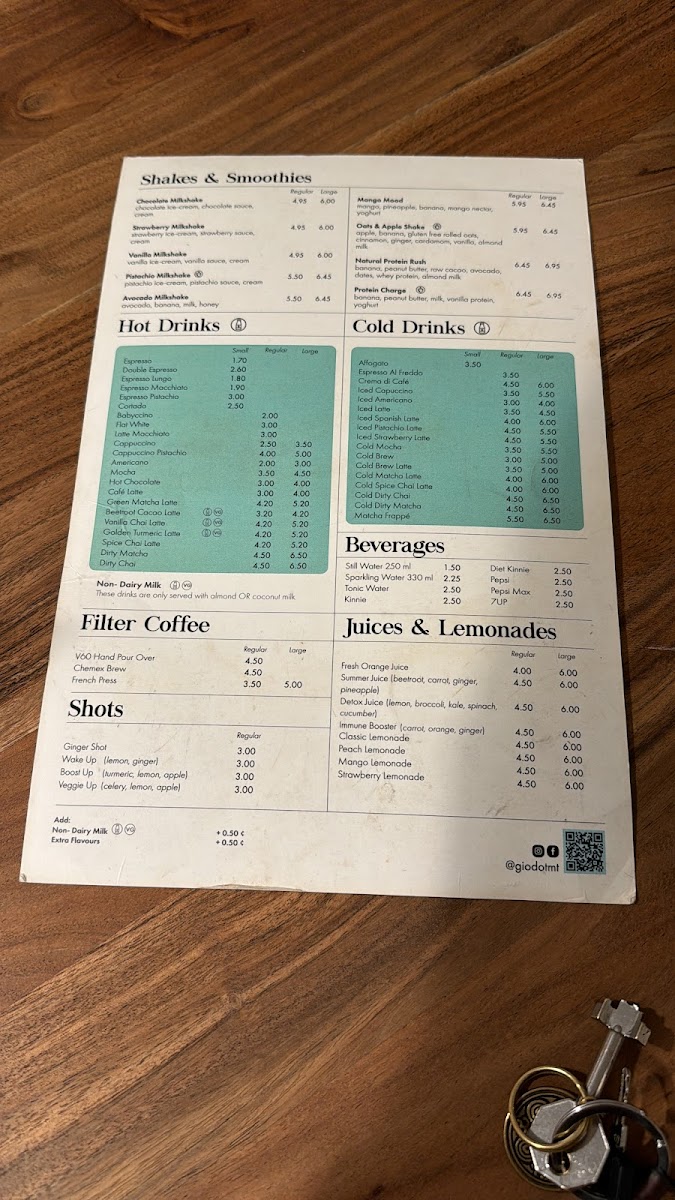 Shakes & Smoothies
Regular Large
Chocolate Milkshake 4.95 6.00
chocolate ice-cream, chocolate sauce,
cream
Strawberry Milkshake 4.95 6.00
strawberry ice-cream, strawberry sauce,
cream
Vanilla Milkshake 4.95 6.00
vanilla ice-cream, vanilla sauce, cream
Pistachio Milkshake 5.50 6.45
pistachio ice-cream, pistachio sauce, cream
Avocado Milkshake 5.50 6.45
avocado, banana, milk, honey
Regular Large
Mango Mood 5.95 6.45
mango, pineapple, banana, mango nectar,
yoghurt
Oats & Apple Shake 5.95 6.45
apple, banana, gluten free rolled oats,
cinnamon, ginger, cardamom, vanilla, almond
milk
Natural Protein Rush 6.45 6.95
banana, peanut butter, raw cacao, avocado,
dates, whey protein, almond milk
Protein Charge 6.45 6.95
banana, peanut butter, milk, vanilla protein,
yoghurt
Hot Drinks
Small Regular Large
Espresso 1.70
Double Espresso 2.60
Espresso Lungo 1.80
Espresso Macchiato 1.90
Espresso Pistachio 3.00
Cortado 2.50
Babyccino 2.00
Flat White 3.00
Latte Macchiato 3.00
Cappuccino 2.50 3.50
Cappuccino Pistachio 4.00 5.00
Americano 2.00 3.00
Mocha 3.50 4.50
Hot Chocolate 3.00 4.00
Café Latte 3.00 4.00
Green Matcha Latte 4.20 5.20
Beetroot Cacao Latte VG 3.20 4.20
Vanilla Chai Latte VG 4.20 5.20
Golden Turmeric Latte VG 4.20 5.20
Spice Chai Latte 4.20 5.20
Dirty Matcha 4.50 6.50
Dirty Chai 4.50 6.50
Non- Dairy Milk VG
These drinks are only served with almond OR coconut milk
Cold Drinks
Small Regular Large
Affogato 3.50
Espresso Al Freddo 3.50
Crema di Café 4.50 6.00
Iced Capuccino 3.50 5.50
Iced Americano 3.00 4.00
Iced Latte 3.50 4.50
Iced Spanish Latte 4.00 6.00
Iced Pistachio Latte 4.50 5.50
Iced Strawberry Latte 4.50 5.50
Cold Mocha 3.50 5.50
Cold Brew 3.00 5.00
Cold Brew Latte 3.50 5.00
Cold Matcha Latte 4.00 6.00
Cold Spice Chai Latte 4.00 6.00
Cold Dirty Chai 4.50 6.50
Cold Dirty Matcha 4.50 6.50
Matcha Frappé 5.50 6.50
Beverages
Still Water 250 ml 1.50
Sparkling Water 330 ml 2.25
Tonic Water 2.50
Kinnie 2.50
Diet Kinnie 2.50
Pepsi 2.50
Pepsi Max 2.50
7UP 2.50
Filter Coffee
Regular Large
V60 Hand Pour Over 4.50
Chemex Brew 4.50
French Press 3.50 5.00
Juices & Lemonades
Regular Large
Fresh Orange Juice 4.00 6.00
Summer Juice (beetroot, carrot, ginger, 4.50 6.00
pineapple)
Detox Juice (lemon, broccoli, kale, spinach, 4.50 6.00
cucumber)
Immune Booster (carrot, orange, ginger) 4.50 6.00
Classic Lemonade 4.50 6.00
Peach Lemonade 4.50 6.00
Mango Lemonade 4.50 6.00
Strawberry Lemonade 4.50 6.00
Shots
Regular
Ginger Shot 3.00
Wake Up (lemon, ginger) 3.00
Boost Up (turmeric, lemon, apple) 3.00
Veggie Up (celery, lemon, apple) 3.00
Add:
Non- Dairy Milk VG + 0.50 ¢
Extra Flavours + 0.50 ¢
@giodotmt